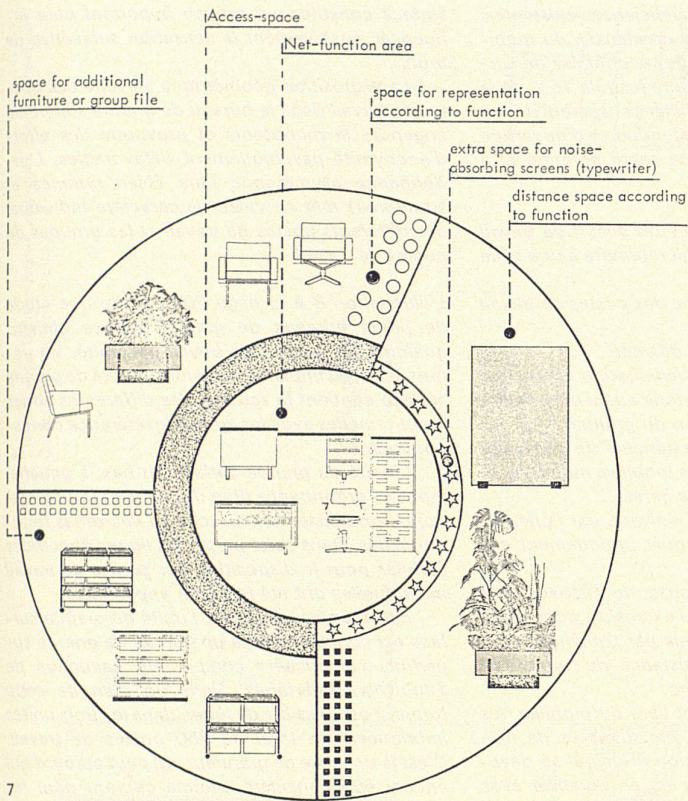 Access-space
Net-function area
space for additional
furniture or group file
space for representation
according to function
extra space for noise-
absorbing screens (typewriter)
distance space according
to function
7